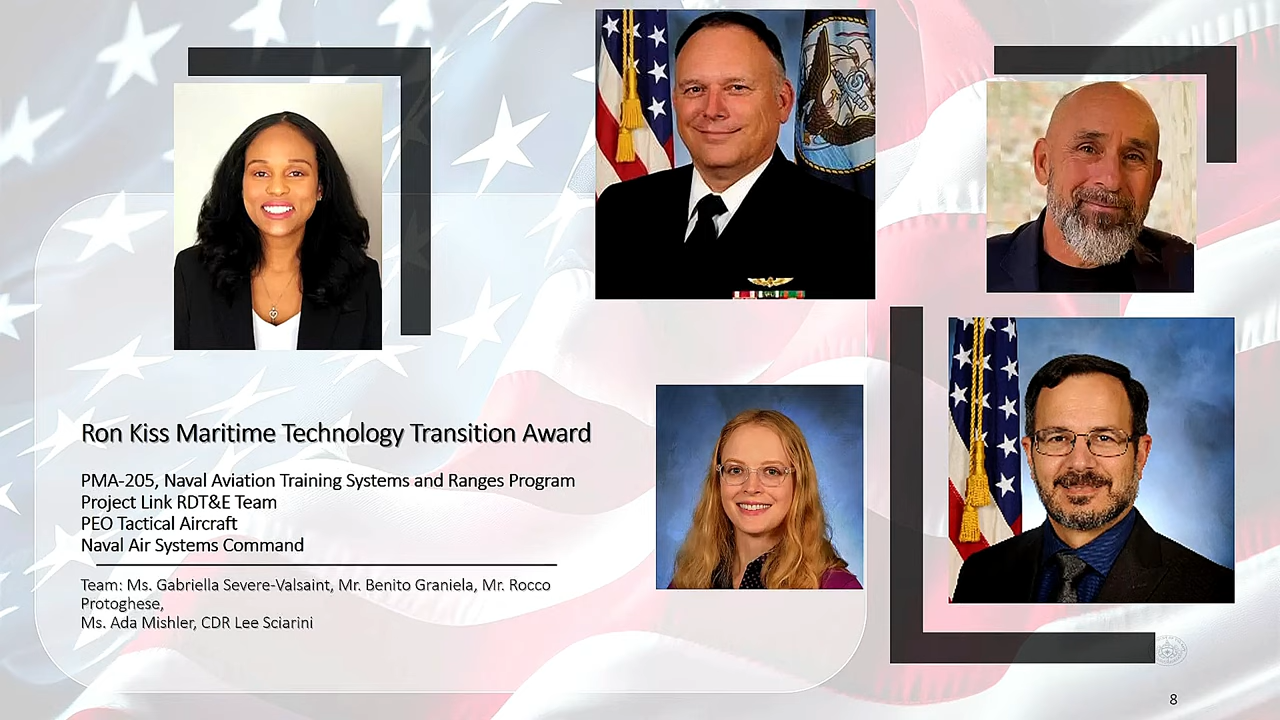 Ron Kiss Maritime Technology Transition Award
PMA-205, Naval Aviation Training Systems and Ranges Program
Project Link RDT&E Team
PEO Tactical Aircraft
Naval Air Systems Command
Team: Ms. Gabriella Severe-Valsaint, Mr. Benito Graniela, Mr. Rocco
Protoghese,
Ms. Ada Mishler, CDR Lee Sciarini
8